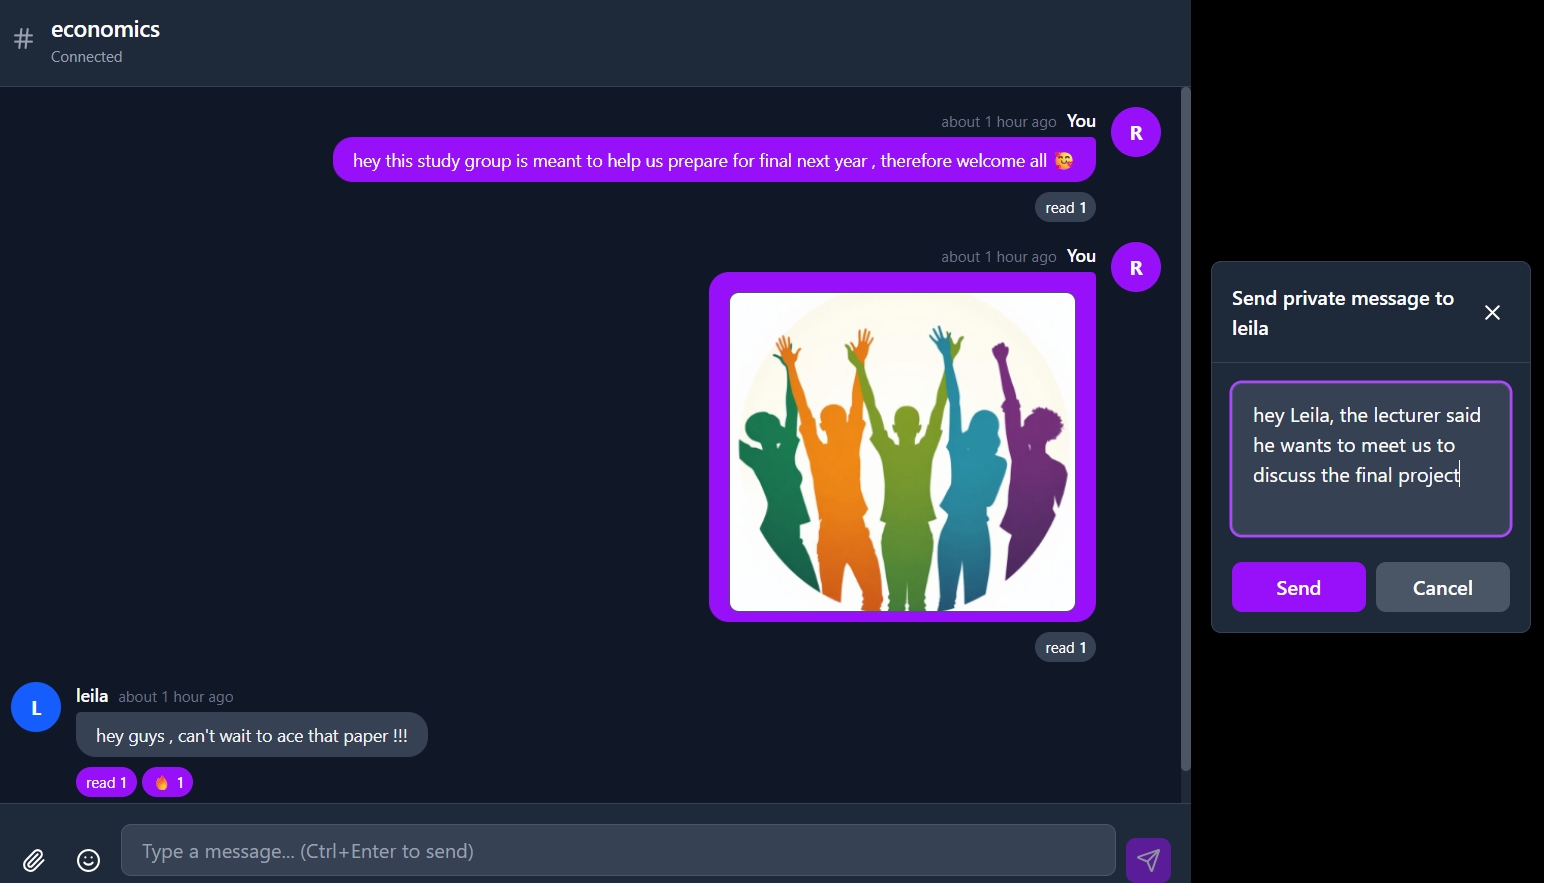 #
economics
Connected
about 1 hour ago You
R
hey this study group is meant to help us prepare for final next year , therefore welcome all 🥰
read 1
about 1 hour ago You
R
read 1
L
leila about 1 hour ago
hey guys , can't wait to ace that paper !!!
read 1 🔥 1
Type a message... (Ctrl+Enter to send)
Send private message to
leila
hey Leila, the lecturer said
he wants to meet us to
discuss the final project
Send Cancel